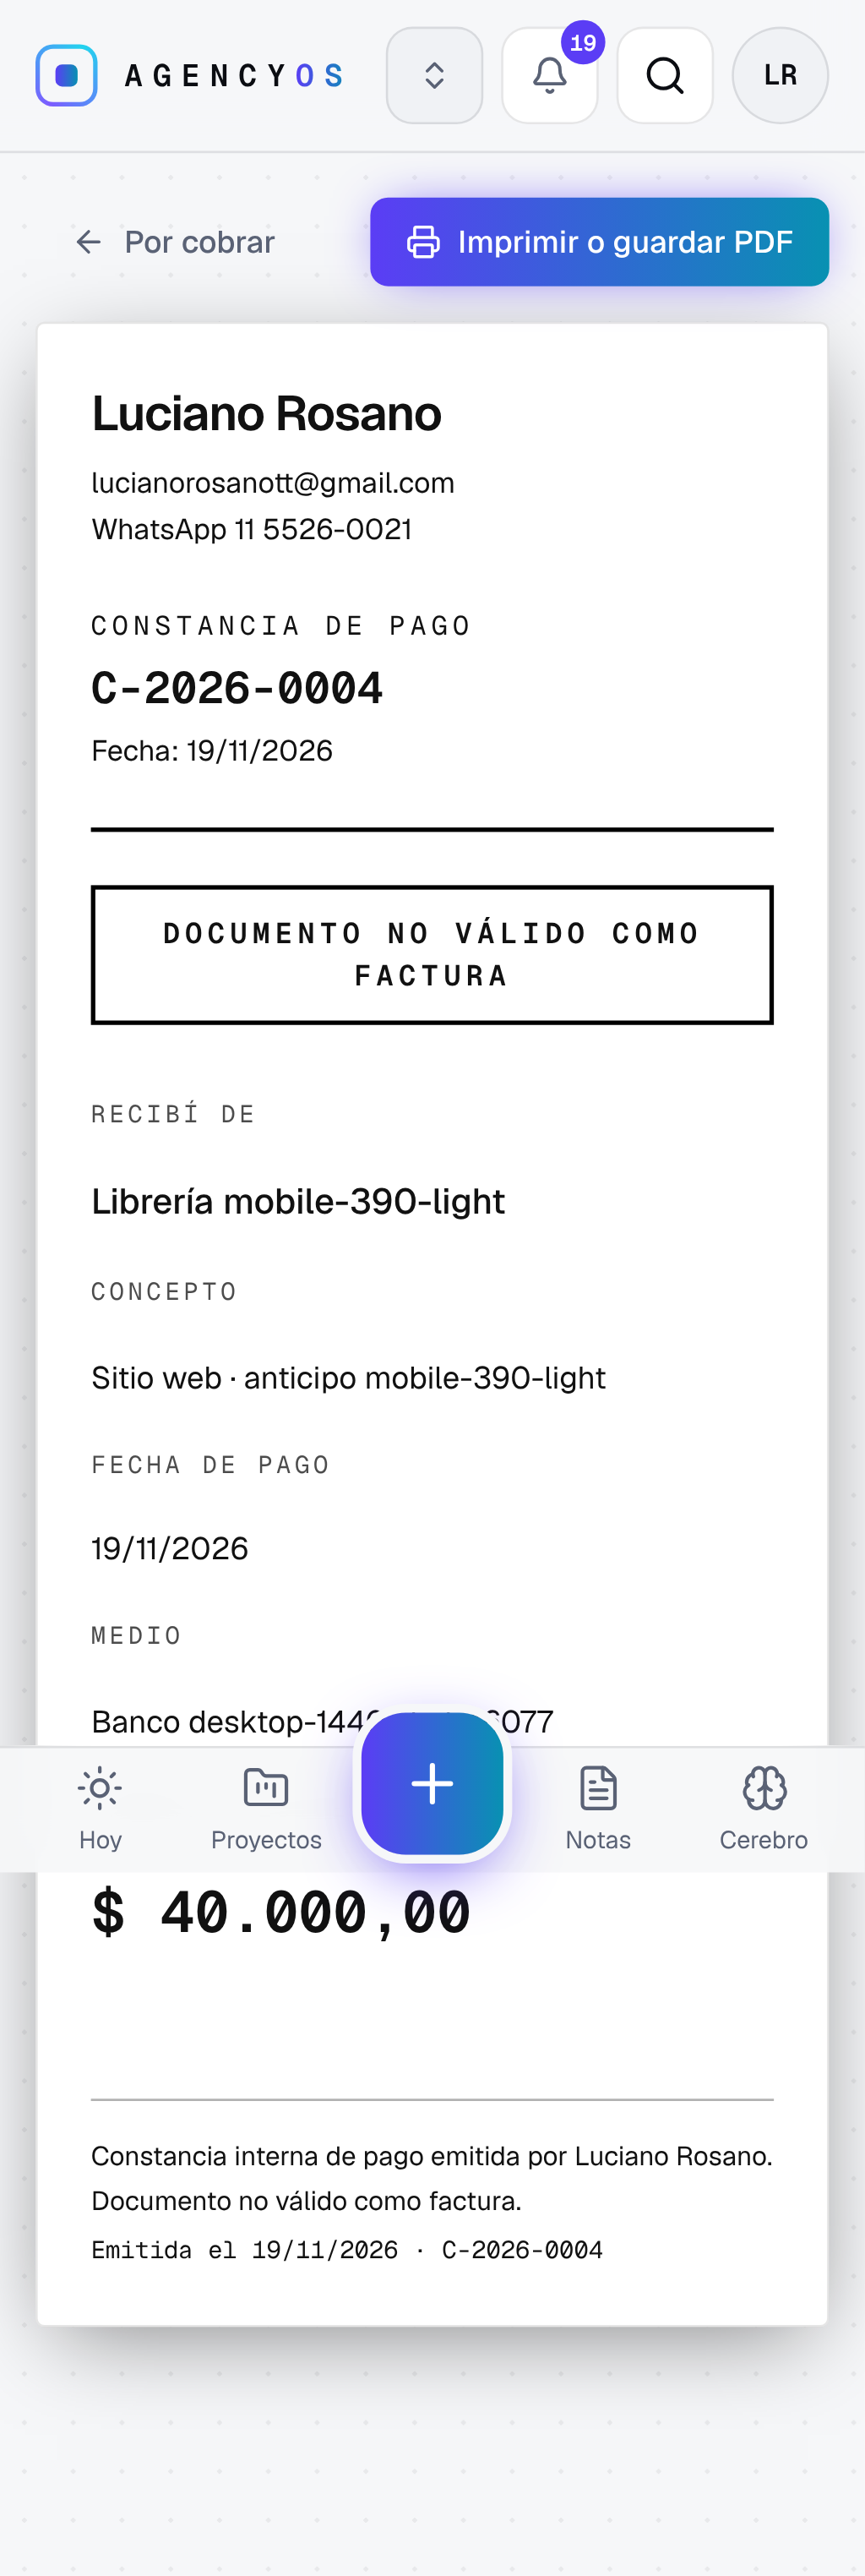 AGENCYOS
19
LR
Por cobrar
Imprimir o guardar PDF
Luciano Rosano
lucianorosanott@gmail.com
WhatsApp 11 5526-0021
CONSTANCIA DE PAGO
C-2026-0004
Fecha: 19/11/2026
DOCUMENTO NO VÁLIDO COMO
FACTURA
RECIBÍ DE
Librería mobile-390-light
CONCEPTO
Sitio web · anticipo mobile-390-light
FECHA DE PAGO
19/11/2026
MEDIO
Banco
Hoy
Proyectos
Notas
Cerebro
$ 40.000,00
Constancia interna de pago emitida por Luciano Rosano.
Documento no válido como factura.
Emitida el 19/11/2026 · C-2026-0004